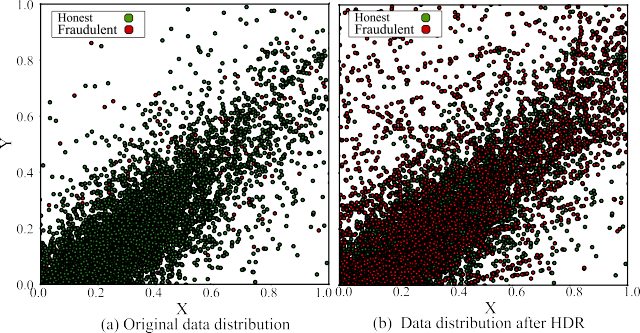 1.0
0.8
0.6
0.4
0.2
0.0
Y
Honest
Fraudulent
0.0 0.2 0.4 0.6 0.8 1.0
X
(a) Original data distribution
Honest
Fraudulent
0.0 0.2 0.4 0.6 0.8 1.0
X
(b) Data distribution after HDR